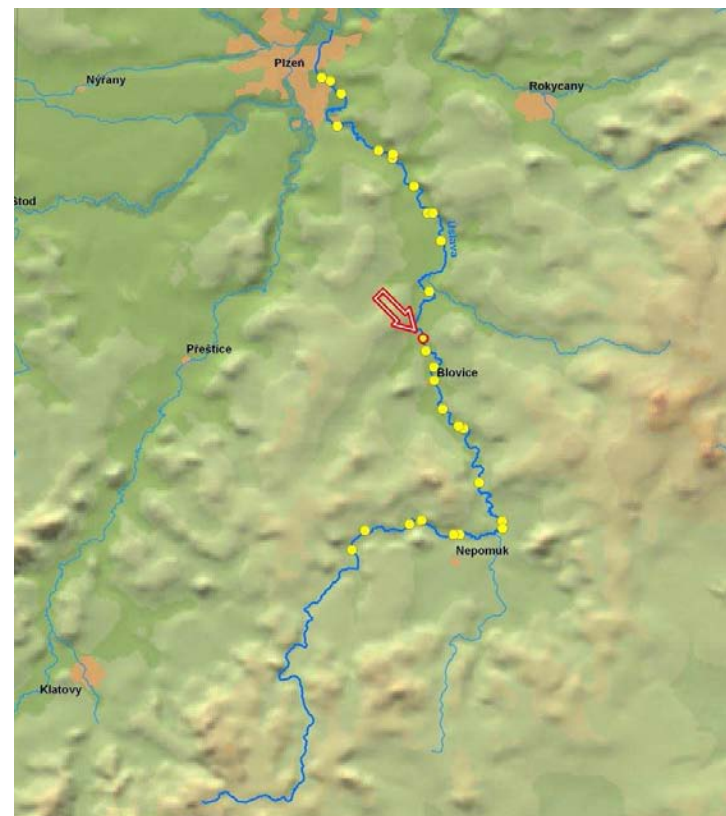 Plzeň
Nýřany
Rokycany
Stod
Úslava
Přeštice
Blovice
Nepomuk
Klatovy